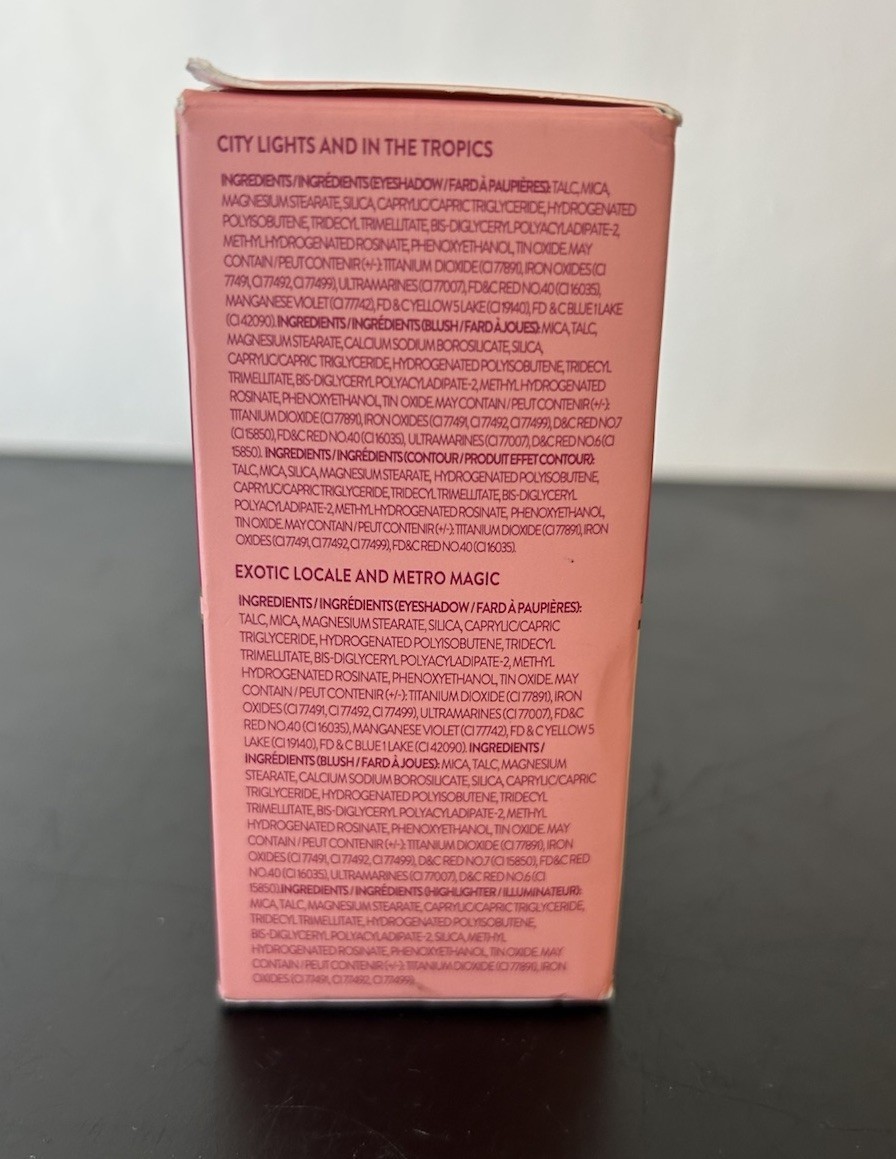 CITY LIGHTS AND IN THE TROPICS
INGREDIENTS / INGRÉDIENTS (EYESHADOW / FARD À PAUPIÈRES): TALC, MICA,
MAGNESIUM STEARATE, SILICA, CAPRYLIC/CAPRIC TRIGLYCERIDE, HYDROGENATED
POLYISOBUTENE, TRIDECYL TRIMELLITATE, BIS-DIGLYCERYL POLYACYLADIPATE-2,
METHYL HYDROGENATED ROSINATE, PHENOXYETHANOL, TIN OXIDE. MAY
CONTAIN / PEUT CONTENIR (+/-): TITANIUM DIOXIDE (CI 77891), IRON OXIDES (CI
77491, CI 77492, CI 77499), ULTRAMARINES (CI 77007), FD&C RED NO.40 (CI 16035),
MANGANESE VIOLET (CI 77742), FD & C YELLOW 5 LAKE (CI 19140), FD & C BLUE 1 LAKE
(CI 42090). INGREDIENTS / INGRÉDIENTS (BLUSH / FARD À JOUES): MICA, TALC,
MAGNESIUM STEARATE, CALCIUM SODIUM BOROSILICATE, SILICA,
CAPRYLIC/CAPRIC TRIGLYCERIDE, HYDROGENATED POLYISOBUTENE, TRIDECYL
TRIMELLITATE, BIS-DIGLYCERYL POLYACYLADIPATE-2, METHYL HYDROGENATED
ROSINATE, PHENOXYETHANOL, TIN OXIDE. MAY CONTAIN / PEUT CONTENIR (+/-):
TITANIUM DIOXIDE (CI 77891), IRON OXIDES (CI 77491, CI 77492, CI 77499), D&C RED NO.7
(CI 15850), FD&C RED NO.40 (CI 16035), ULTRAMARINES (CI 77007), D&C RED NO.6 (CI
15850). INGREDIENTS / INGRÉDIENTS (CONTOUR / PRODUIT EFFET CONTOUR):
TALC, MICA, SILICA, MAGNESIUM STEARATE, HYDROGENATED POLYISOBUTENE,
CAPRYLIC/CAPRIC TRIGLYCERIDE, TRIDECYL TRIMELLITATE, BIS-DIGLYCERYL
POLYACYLADIPATE-2, METHYL HYDROGENATED ROSINATE, PHENOXYETHANOL,
TIN OXIDE. MAY CONTAIN / PEUT CONTENIR (+/-): TITANIUM DIOXIDE (CI 77891), IRON
OXIDES (CI 77491, CI 77492, CI 77499), FD&C RED NO.40 (CI 16035).
EXOTIC LOCALE AND METRO MAGIC
INGREDIENTS / INGRÉDIENTS (EYESHADOW / FARD À PAUPIÈRES):
TALC, MICA, MAGNESIUM STEARATE, SILICA, CAPRYLIC/CAPRIC
TRIGLYCERIDE, HYDROGENATED POLYISOBUTENE, TRIDECYL
TRIMELLITATE, BIS-DIGLYCERYL POLYACYLADIPATE-2, METHYL
HYDROGENATED ROSINATE, PHENOXYETHANOL, TIN OXIDE. MAY
CONTAIN / PEUT CONTENIR (+/-): TITANIUM DIOXIDE (CI 77891), IRON
OXIDES (CI 77491, CI 77492, CI 77499), ULTRAMARINES (CI 77007), FD&C
RED NO.40 (CI 16035), MANGANESE VIOLET (CI 77742), FD & C YELLOW 5
LAKE (CI 19140), FD & C BLUE 1 LAKE (CI 42090). INGREDIENTS /
INGRÉDIENTS (BLUSH / FARD À JOUES): MICA, TALC, MAGNESIUM
STEARATE, CALCIUM SODIUM BOROSILICATE, SILICA, CAPRYLIC/CAPRIC
TRIGLYCERIDE, HYDROGENATED POLYISOBUTENE, TRIDECYL
TRIMELLITATE, BIS-DIGLYCERYL POLYACYLADIPATE-2, METHYL
HYDROGENATED ROSINATE, PHENOXYETHANOL, TIN OXIDE. MAY
CONTAIN / PEUT CONTENIR (+/-): TITANIUM DIOXIDE (CI 77891), IRON
OXIDES (CI 77491, CI 77492, CI 77499), D&C RED NO.7 (CI 15850), FD&C RED
NO.40 (CI 16035), ULTRAMARINES (CI 77007), D&C RED NO.6 (CI
15850). INGREDIENTS / INGRÉDIENTS (HIGHLIGHTER / ILLUMINATEUR):
MICA, TALC, MAGNESIUM STEARATE, CAPRYLIC/CAPRIC TRIGLYCERIDE,
TRIDECYL TRIMELLITATE, HYDROGENATED POLYISOBUTENE,
BIS-DIGLYCERYL POLYACYLADIPATE-2, SILICA, METHYL
HYDROGENATED ROSINATE, PHENOXYETHANOL, TIN OXIDE. MAY
CONTAIN / PEUT CONTENIR (+/-): TITANIUM DIOXIDE (CI 77891), IRON
OXIDES (CI 77491, CI 77492, CI 77499).